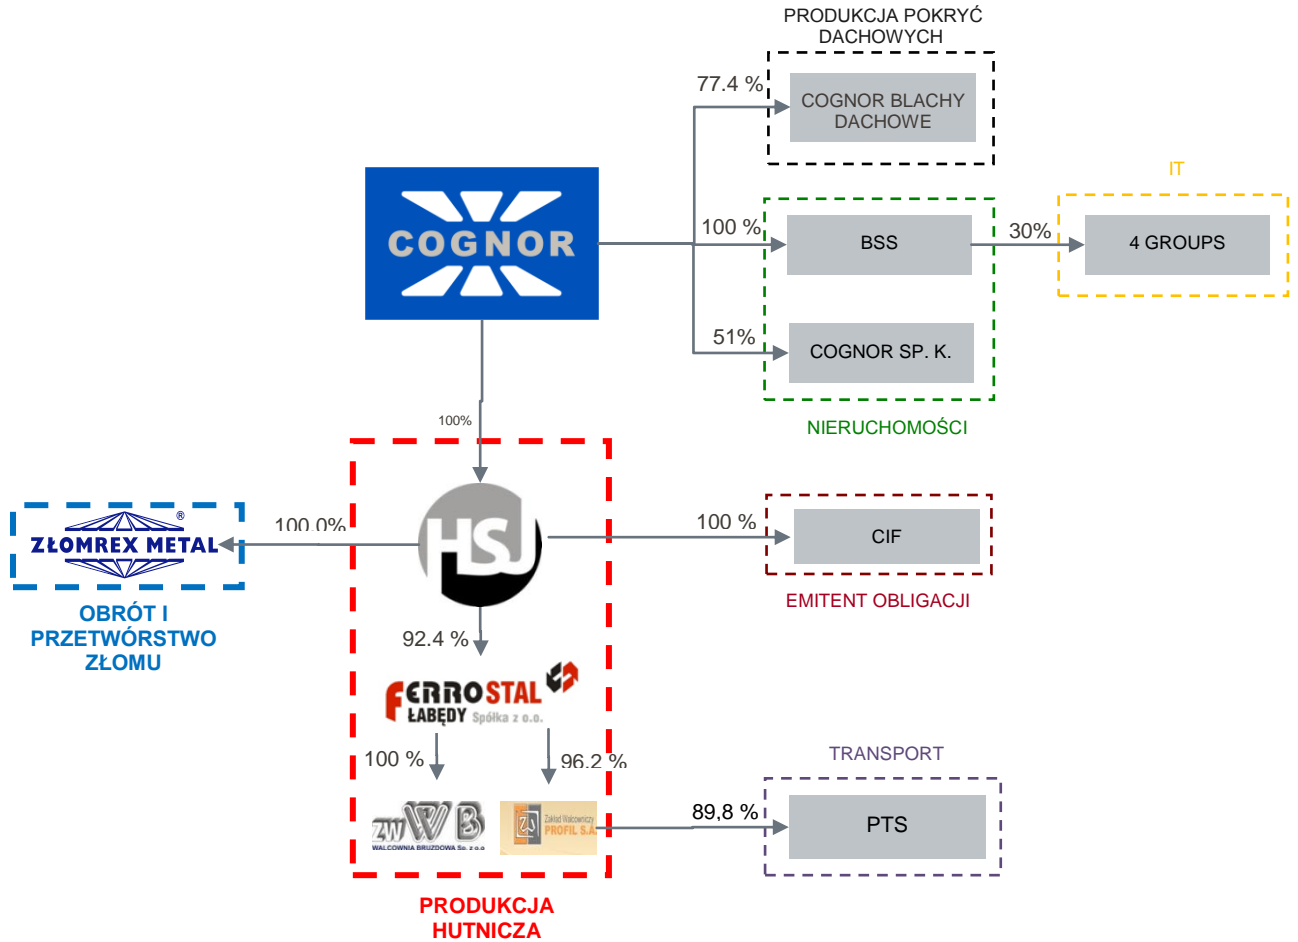 PRODUKCJA POKRYĆ
DACHOWYCH
77.4 %
COGNOR BLACHY
DACHOWE
IT
COGNOR
100 %
BSS
30%
4 GROUPS
51%
COGNOR SP. K.
NIERUCHOMOŚCI
100%
ZŁOMREX METAL
®
100.0%
HSJ
100 %
CIF
EMITENT OBLIGACJI
OBRÓT I
PRZETWÓRSTWO
ZŁOMU
92.4 %
FERROSTAL
ŁABĘDY Spółka z o.o.
100 %
96.2 %
TRANSPORT
ZWWB
WALCOWNIA BRUZDOWA Sp. z o.o
Zakład Walcowniczy
PROFIL S.A.
89,8 %
PTS
PRODUKCJA
HUTNICZA